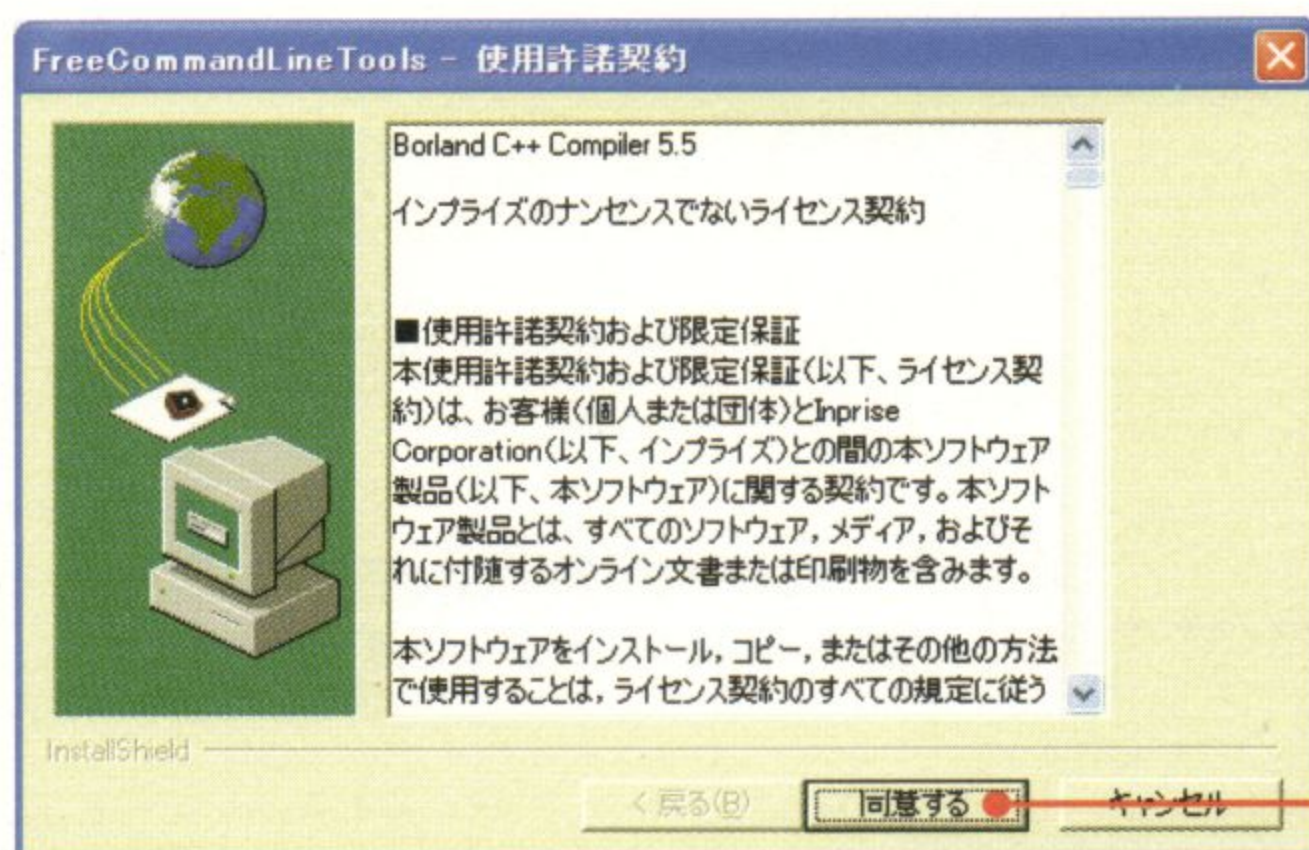 FreeCommandLineTools - 使用許諾契約
Borland C++ Compiler 5.5
インプライズのナンセンスでないライセンス契約
■使用許諾契約および限定保証
本使用許諾契約および限定保証(以下、ライセンス契
約)は、お客様(個人または団体)とInprise
Corporation(以下、インプライズ)との間の本ソフトウェア
製品(以下、本ソフトウェア)に関する契約です。本ソフト
ウェア製品とは、すべてのソフトウェア, メディア, およびそ
れに付随するオンライン文書または印刷物を含みます。
本ソフトウェアをインストール, コピー, またはその他の方法
で使用することは, ライセンス契約のすべての規定に従う
InstallShield
< 戻る(B)
同意する
キャンセル